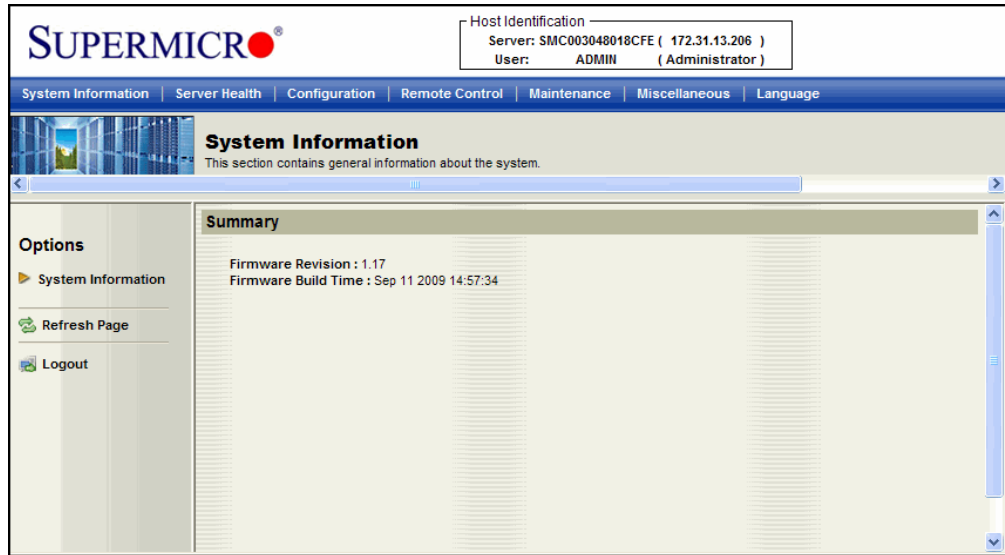 SUPERMICRO®
Host Identification
Server: SMC003048018CFE ( 172.31.13.206 )
User: ADMIN ( Administrator )
System Information | Server Health | Configuration | Remote Control | Maintenance | Miscellaneous | Language
System Information
This section contains general information about the system.
Options
System Information
Refresh Page
Logout
Summary
Firmware Revision : 1.17
Firmware Build Time : Sep 11 2009 14:57:34